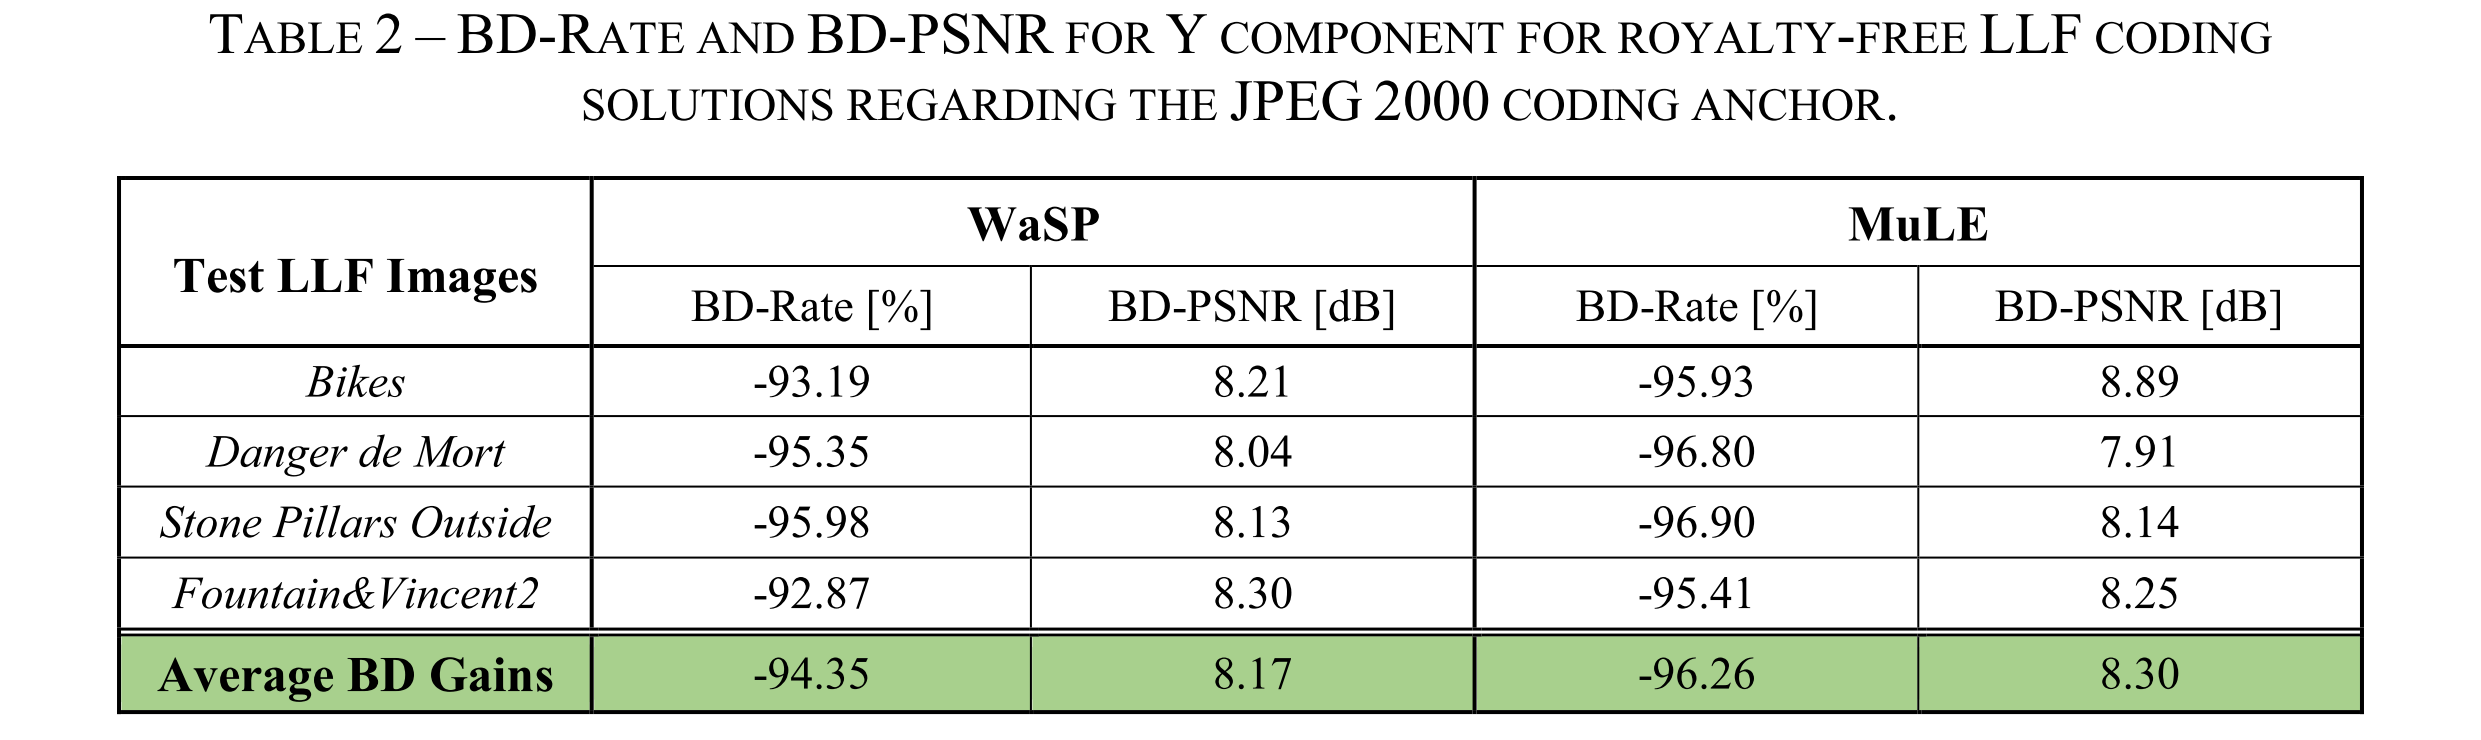 TABLE 2 – BD-RATE AND BD-PSNR FOR Y COMPONENT FOR ROYALTY-FREE LLF CODING
SOLUTIONS REGARDING THE JPEG 2000 CODING ANCHOR.
Test LLF Images WaSP MuLE
BD-Rate [%] BD-PSNR [dB] BD-Rate [%] BD-PSNR [dB]
Bikes -93.19 8.21 -95.93 8.89
Danger de Mort -95.35 8.04 -96.80 7.91
Stone Pillars Outside -95.98 8.13 -96.90 8.14
Fountain&Vincent2 -92.87 8.30 -95.41 8.25
Average BD Gains -94.35 8.17 -96.26 8.30